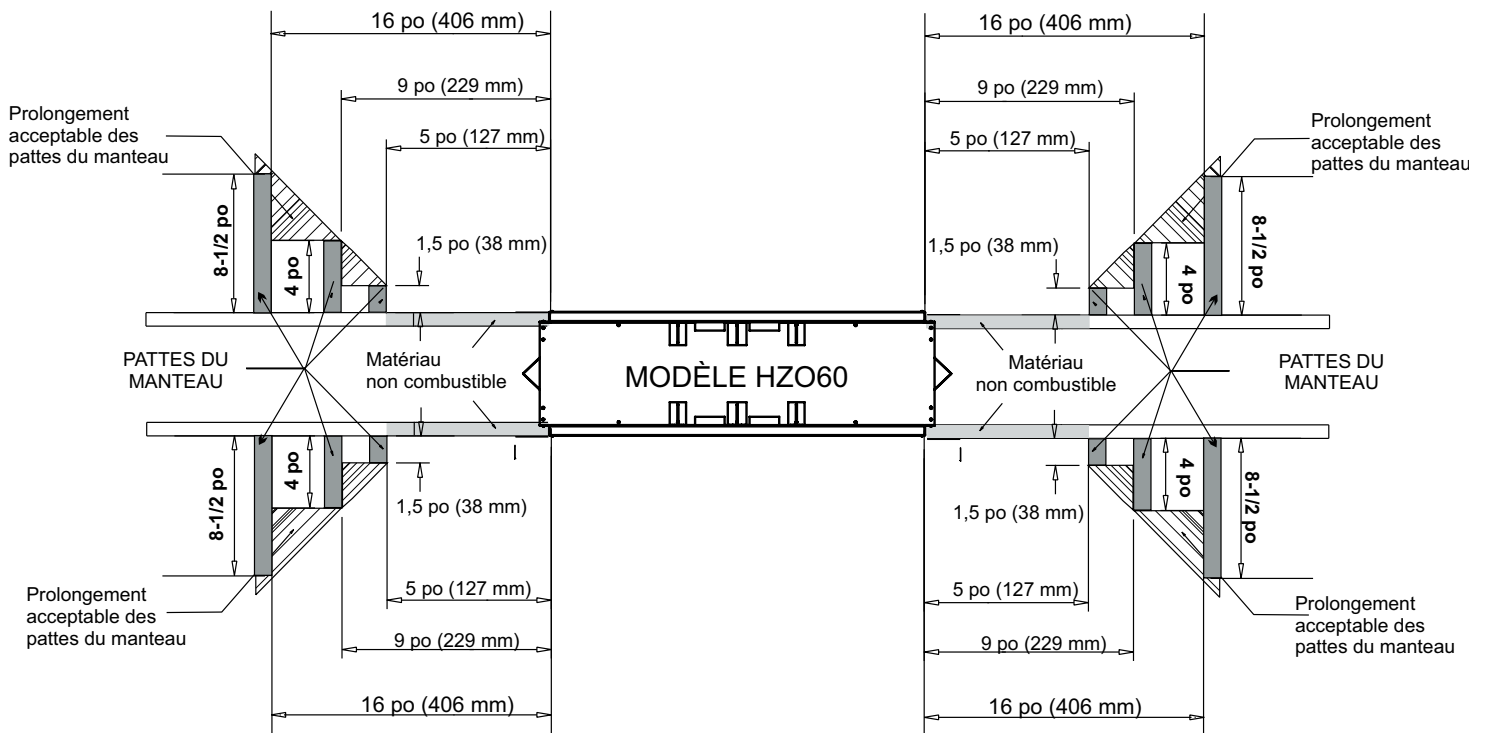 16 po (406 mm)
16 po (406 mm)
9 po (229 mm)
9 po (229 mm)
Prolongement
acceptable des
pattes du manteau
5 po (127 mm)
5 po (127 mm)
Prolongement
acceptable des
pattes du manteau
8-1/2 po
4 po
1,5 po (38 mm)
1,5 po (38 mm)
4 po
8-1/2 po
PATTES DU
MANTEAU
Matériau
non combustible
MODÈLE HZO60
Matériau
non combustible
PATTES DU
MANTEAU
8-1/2 po
4 po
1,5 po (38 mm)
1,5 po (38 mm)
4 po
8-1/2 po
Prolongement
acceptable des
pattes du manteau
5 po (127 mm)
5 po (127 mm)
Prolongement
acceptable des
pattes du manteau
9 po (229 mm)
9 po (229 mm)
16 po (406 mm)
16 po (406 mm)